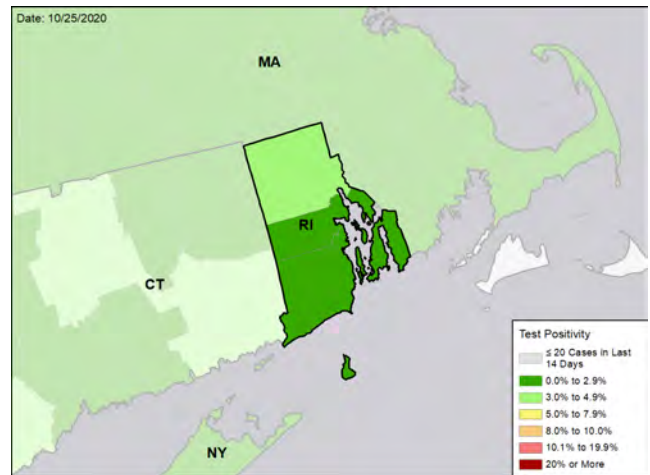 Date: 10/25/2020
MA
RI
CT
NY
Test Positivity
≤ 20 Cases in Last
14 Days
0.0% to 2.9%
3.0% to 4.9%
5.0% to 7.9%
8.0% to 10.0%
10.1% to 19.9%
20% or More